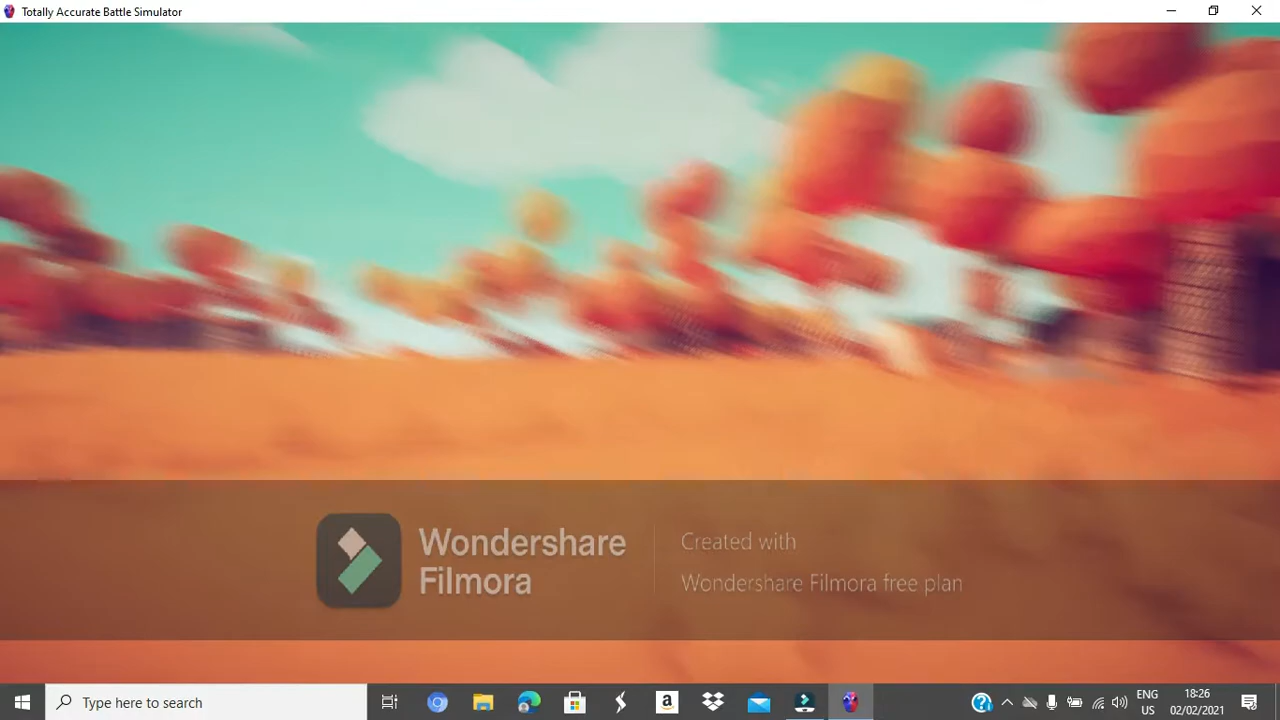 Totally Accurate Battle Simulator
Wondershare
Filmora
Created with
Wondershare Filmora free plan
Type here to search
ENG
US
18:26
02/02/2021